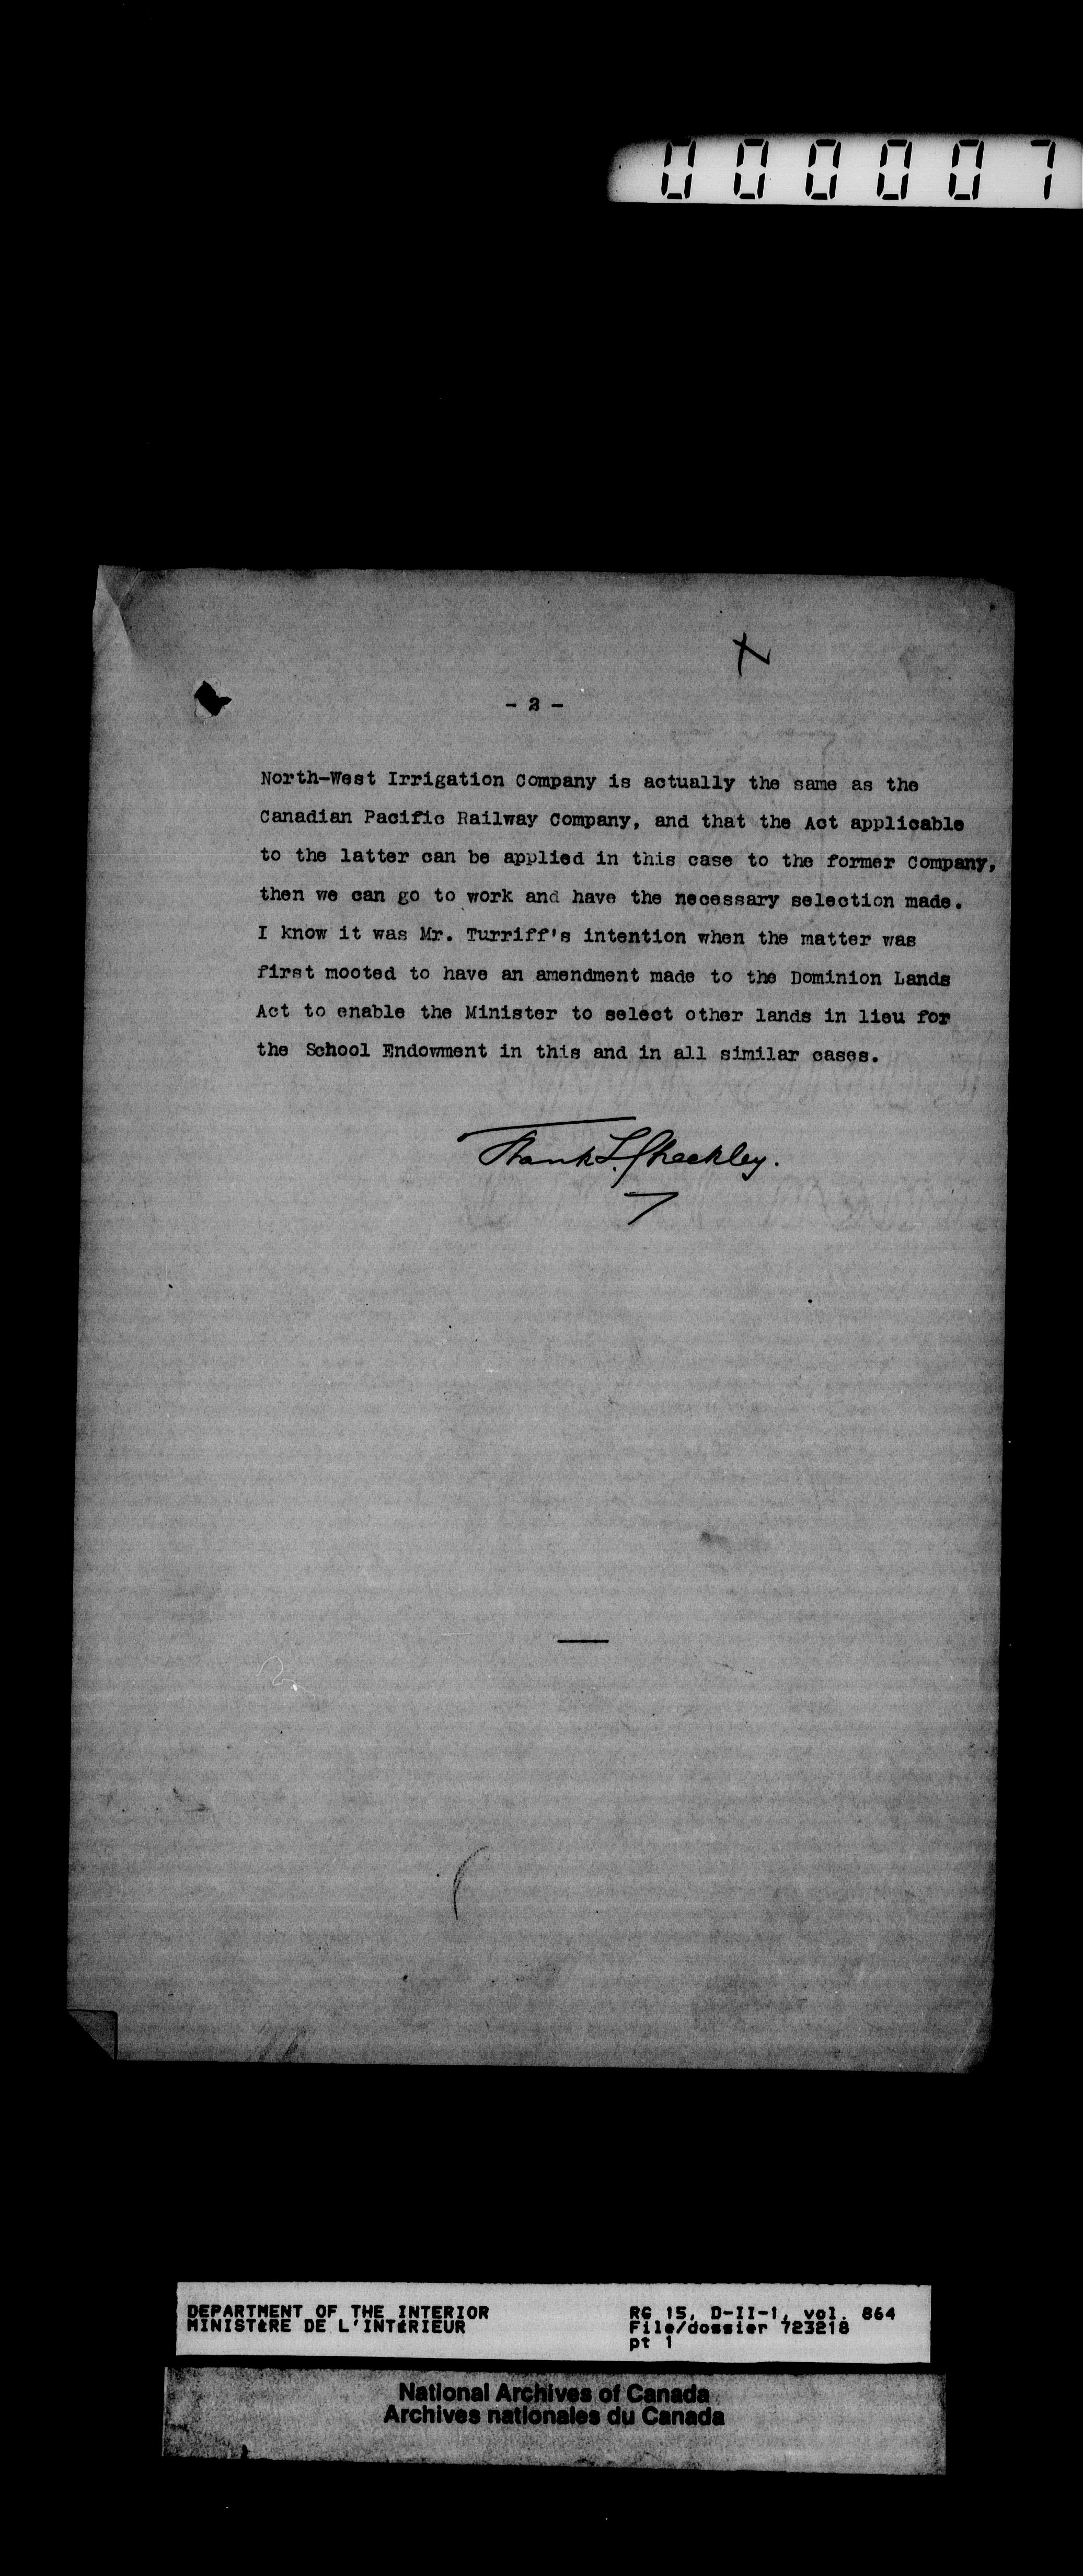 000007
- 2 -
North-West Irrigation Company is actually the same as the
Canadian Pacific Railway Company, and that the Act applicable
to the latter can be applied in this case to the former Company,
then we can go to work and have the necessary selection made.
I know it was Mr. Turriff's intention when the matter was
first mooted to have an amendment made to the Dominion Lands
Act to enable the Minister to select other lands in lieu for
the School Endowment in this and in all similar cases.
Frank L. Checkley.
DEPARTMENT OF THE INTERIOR
MINISTÈRE DE L'INTÉRIEUR
RG 15, D-II-1, vol. 864
File/dossier 723218
pt 1
National Archives of Canada
Archives nationales du Canada